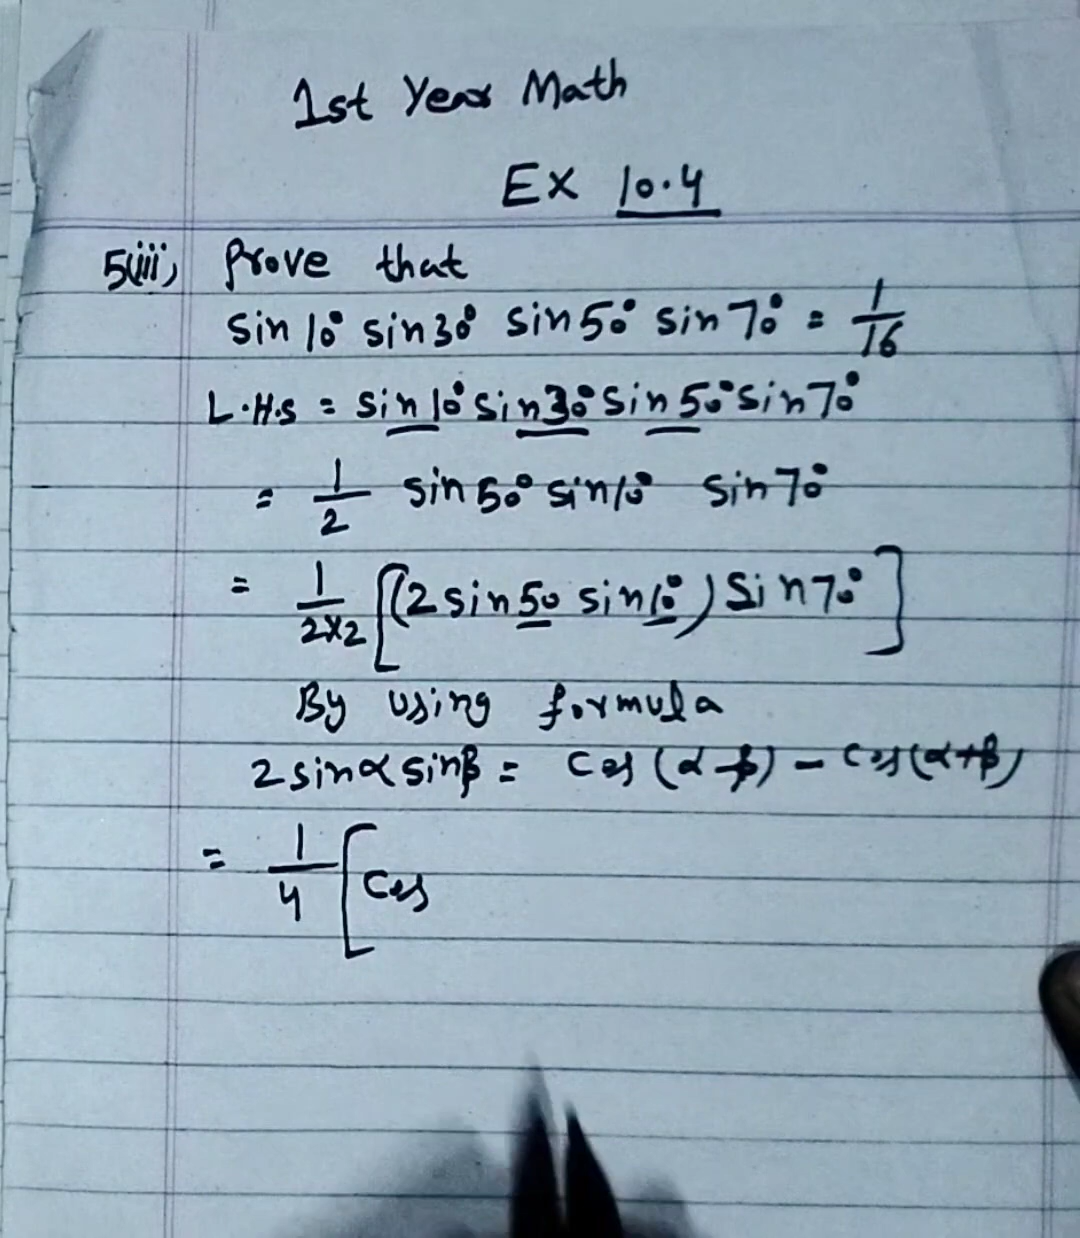 1st Year Math
Ex 10.4
5(iii), Prove that
sin 10° sin 30° sin 50° sin 70° = 1/16
L.H.S = sin 10° sin 30° sin 50° sin 70°
= 1/2 sin 50° sin 10° sin 70°
= 1/2×2 [(2 sin 50 sin 10°) Sin 70°]
By using formula
2 sin α sin β = Cos (α - β) - Cos (α + β)
= 1/4 [Cos